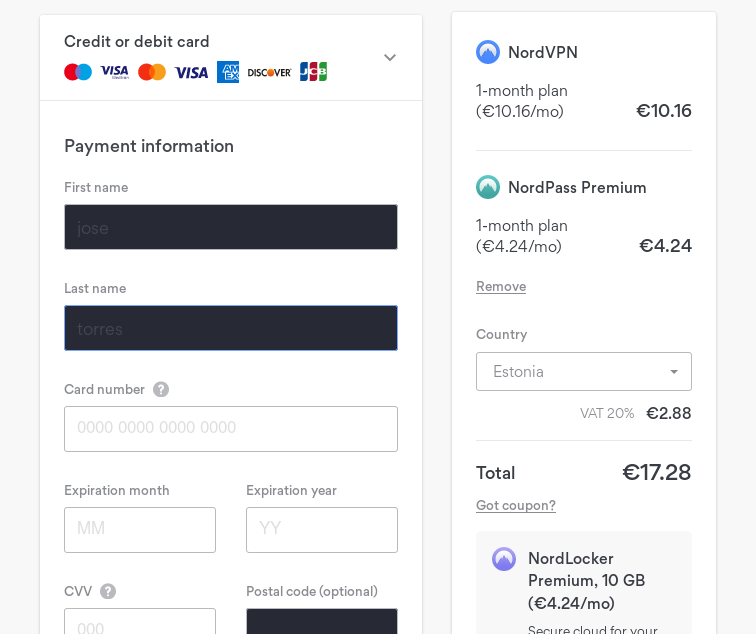 Credit or debit card
VISA
Electron
VISA
AM
EX
DISCOVER
JCB
Payment information
First name
jose
Last name
torres
Card number ?
0000 0000 0000 0000
Expiration month
Expiration year
MM
YY
CVV ?
Postal code (optional)
000
NordVPN
1-month plan
(€10.16/mo)
€10.16
NordPass Premium
1-month plan
(€4.24/mo)
€4.24
Remove
Country
Estonia
VAT 20% €2.88
Total €17.28
Got coupon?
NordLocker
Premium, 10 GB
(€4.24/mo)
Secure cloud for your